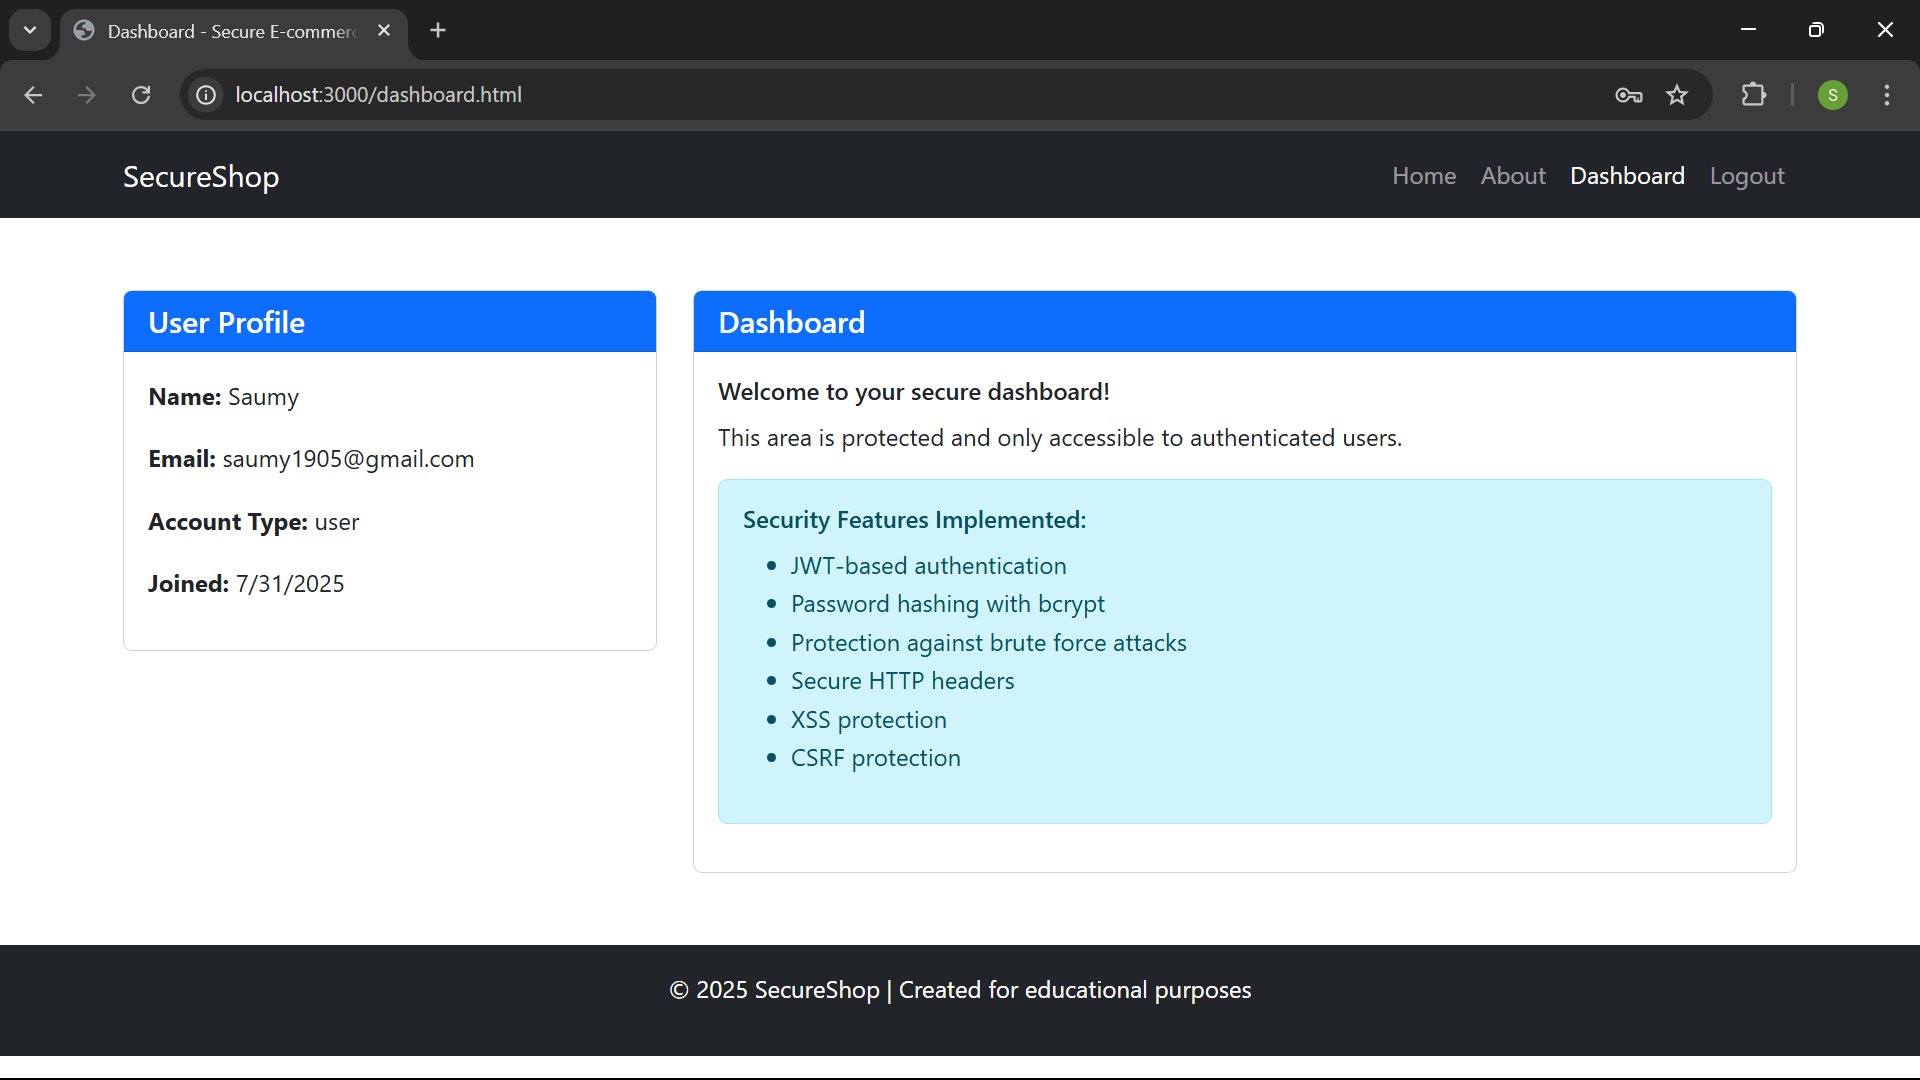 Dashboard - Secure E-commerc
localhost:3000/dashboard.html
S
SecureShop
Home About Dashboard Logout
User Profile
Name: Saumy
Email: saumy1905@gmail.com
Account Type: user
Joined: 7/31/2025
Dashboard
Welcome to your secure dashboard!
This area is protected and only accessible to authenticated users.
Security Features Implemented:
JWT-based authentication
Password hashing with bcrypt
Protection against brute force attacks
Secure HTTP headers
XSS protection
CSRF protection
© 2025 SecureShop | Created for educational purposes